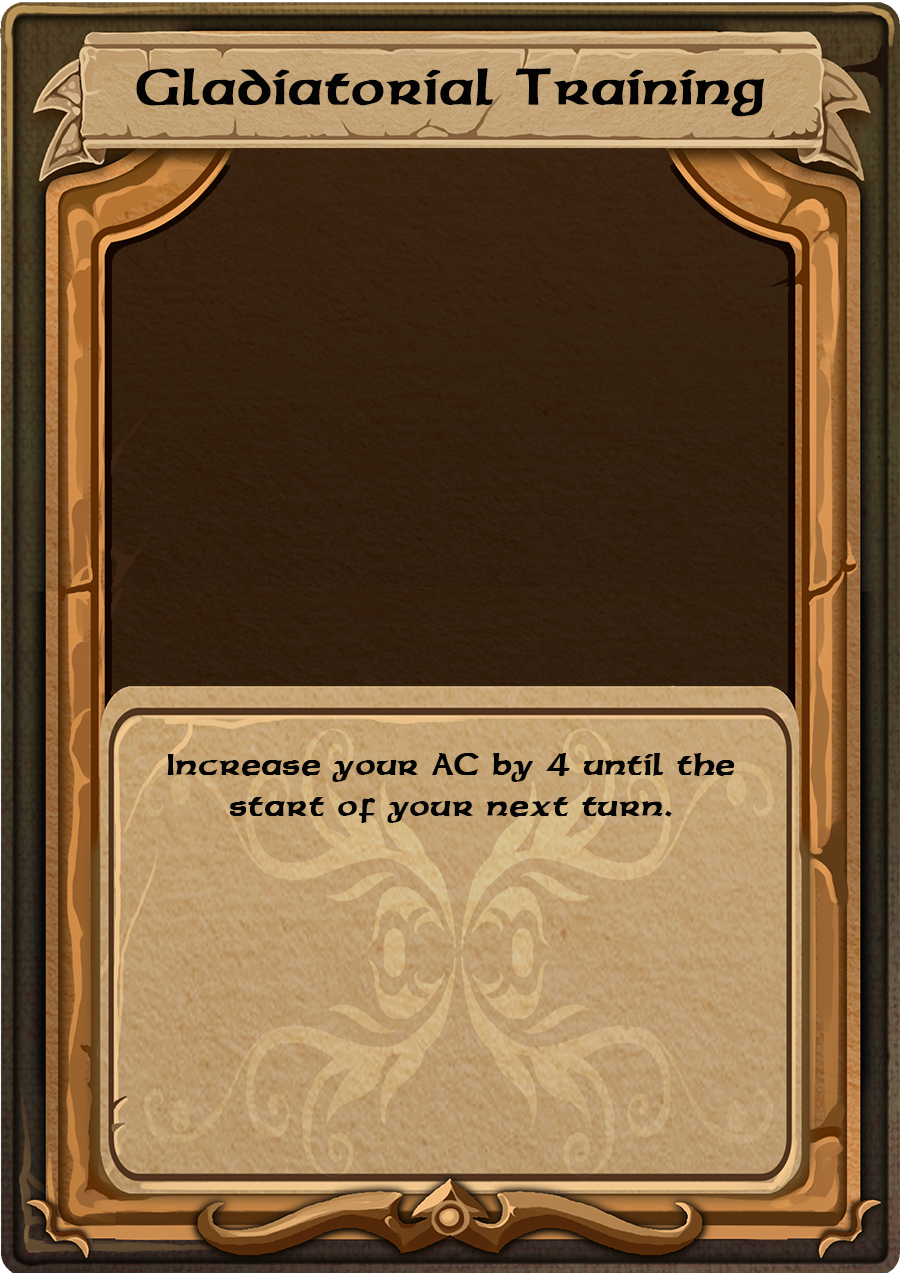 Gladiatorial Training
Increase your AC by 4 until the
start of your next turn.